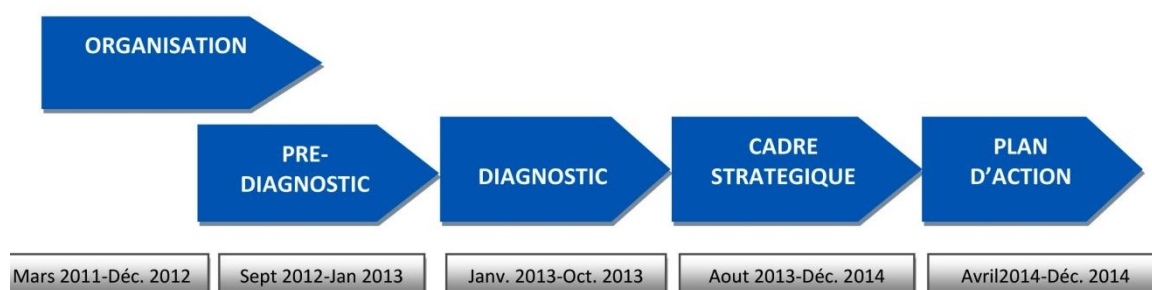 ORGANISATION
PRE-
DIAGNOSTIC
DIAGNOSTIC
CADRE
STRATEGIQUE
PLAN
D’ACTION
Mars 2011-Déc. 2012
Sept 2012-Jan 2013
Janv. 2013-Oct. 2013
Aout 2013-Déc. 2014
Avril2014-Déc. 2014